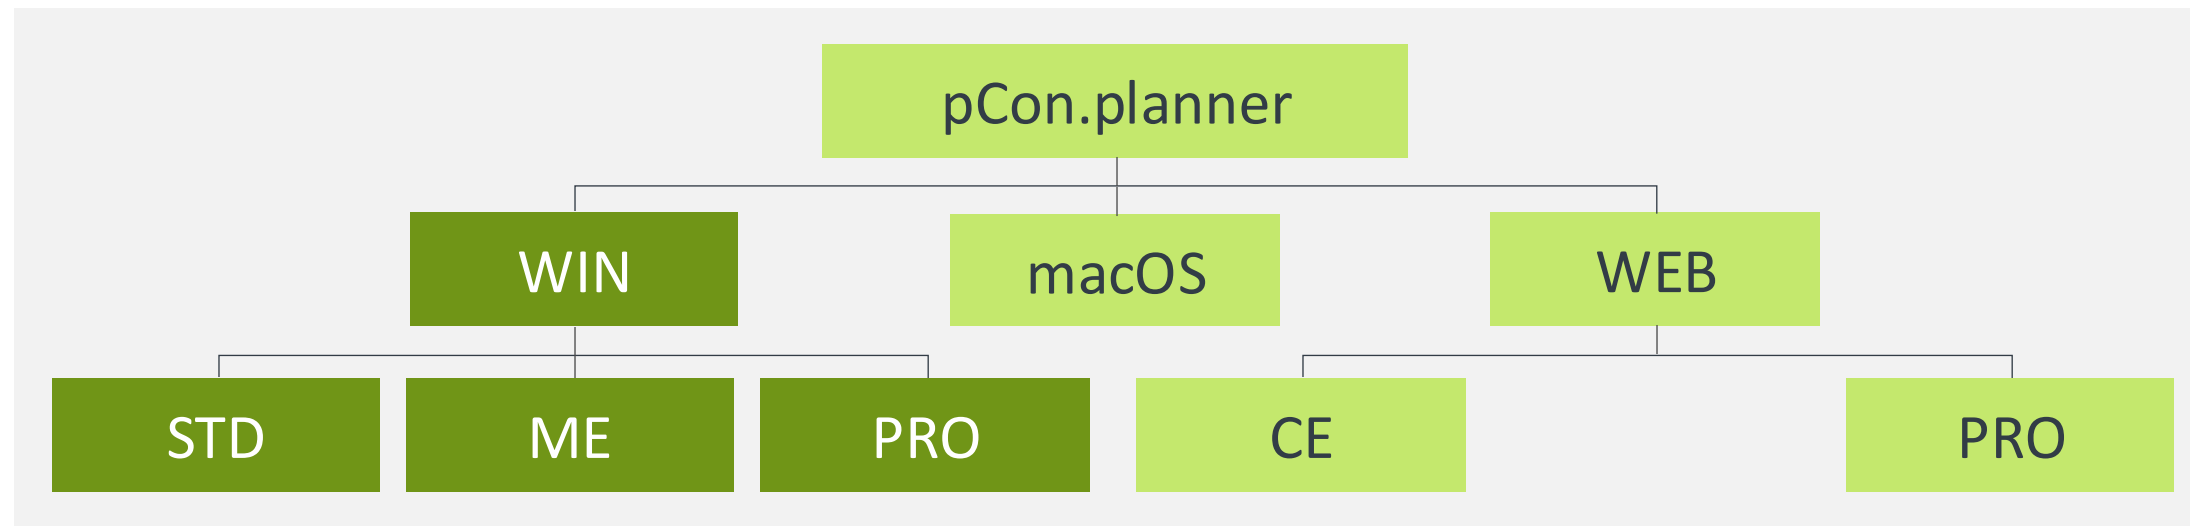 pCon.planner
WIN
macOS
WEB
STD
ME
PRO
CE
PRO